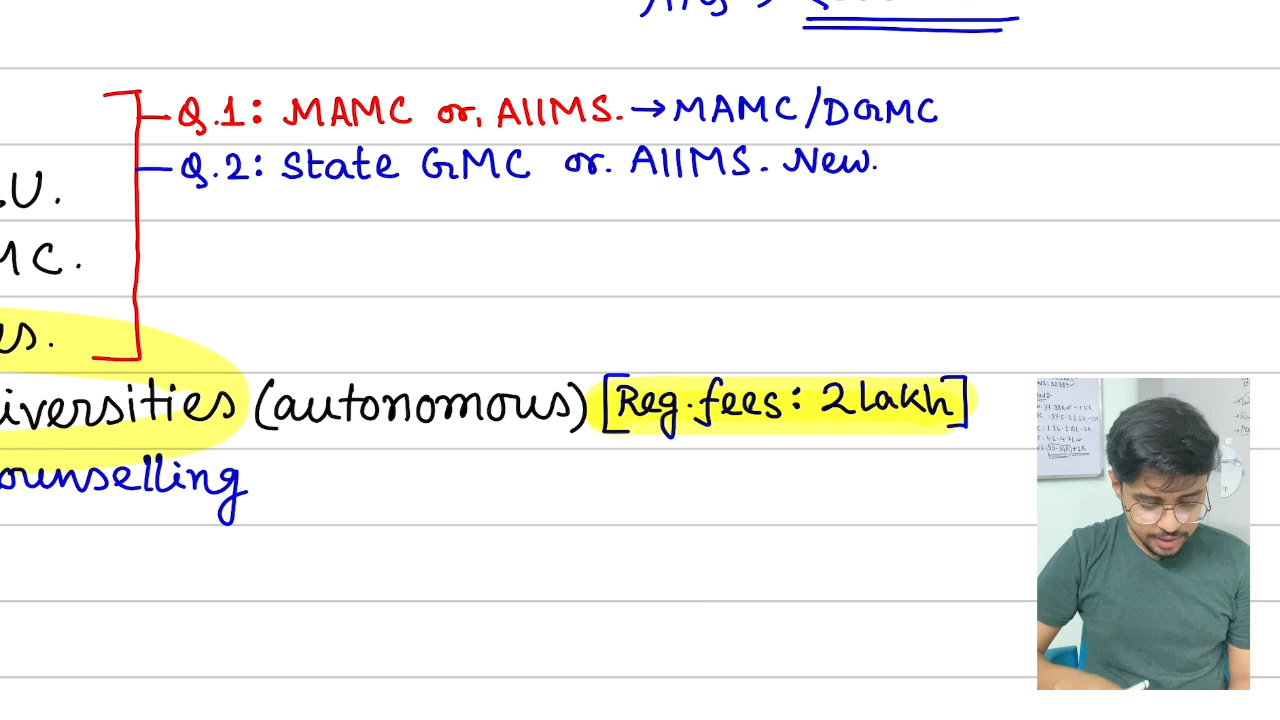 Q.1: MAMC or, AIIMS. → MAMC/DGMC
Q.2: State GMC or. AIIMS. New.
.U.
MC.
es.
iversities (autonomous) [Reg. fees: 2 lakh]
ounselling